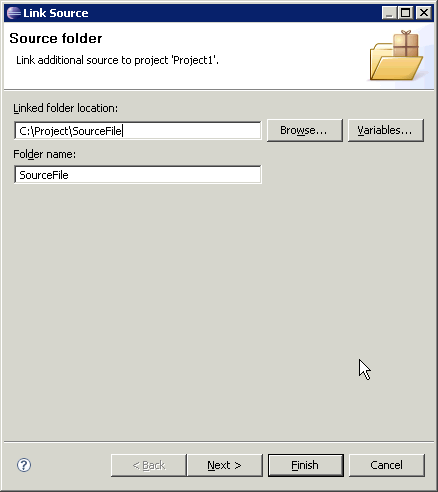 Link Source
Source folder
Link additional source to project 'Project1'.
Linked folder location:
C:\Project\SourceFile
Browse...
Variables...
Folder name:
SourceFile
?
< Back
Next >
Finish
Cancel